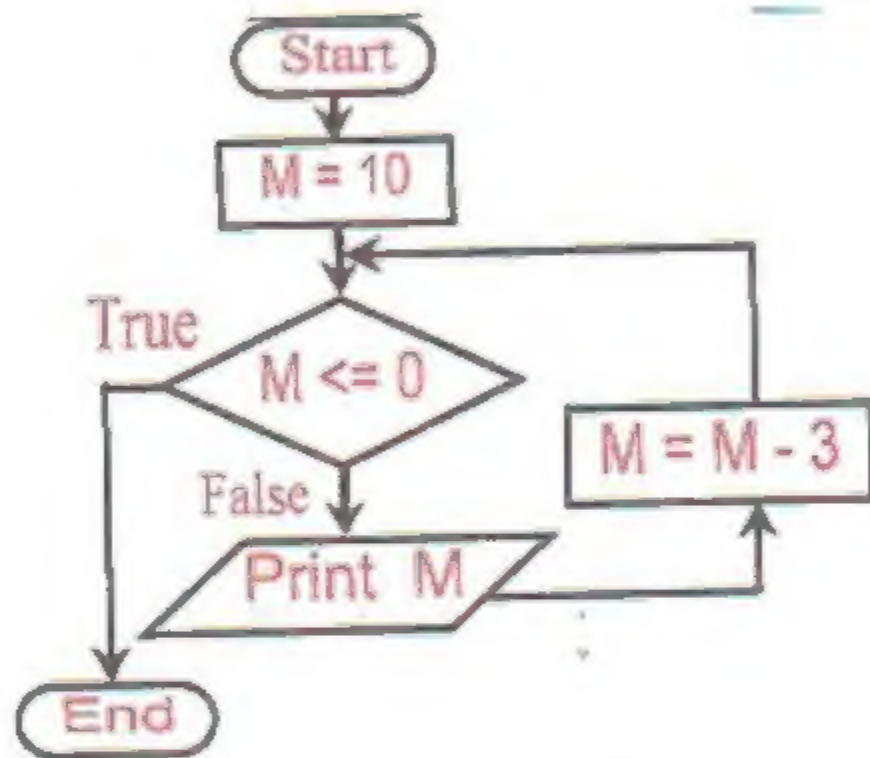 Start
M = 10
True
M <= 0
M = M - 3
False
Print M
End